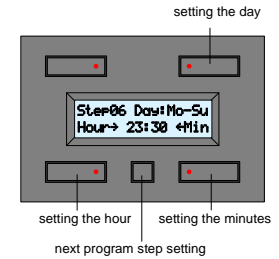 setting the day
Step06 Day:Mo-Su
Hour→ 23:30 ←Min
setting the hour
setting the minutes
next program step setting